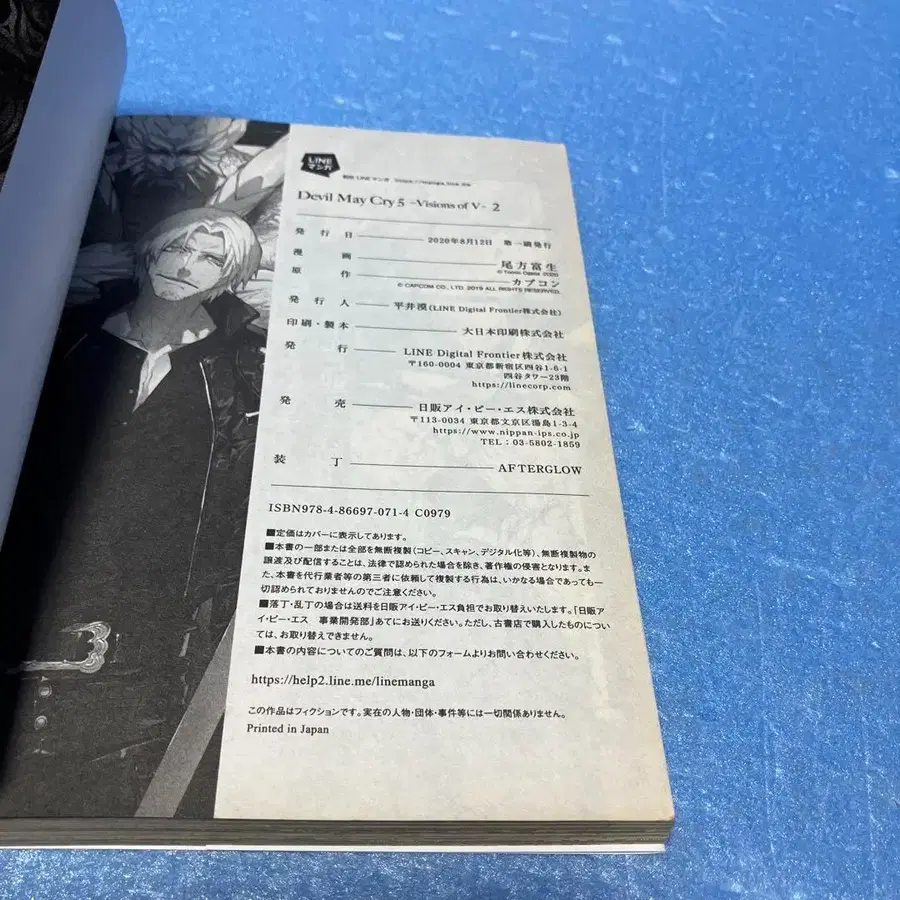 LINE
マンガ
LINE マンガ https://manga.line.me
Devil May Cry 5 -Visions of V- 2
発行日 2020年8月12日 第一刷発行
漫画 尾方富生
© Tomio Ogata 2020
原作 カプコン
© CAPCOM CO., LTD. 2019 ALL RIGHTS RESERVED.
発行人 平井漠(LINE Digital Frontier株式会社)
印刷・製本 大日本印刷株式会社
発行 LINE Digital Frontier株式会社
〒160-0004 東京都新宿区四谷1-6-1
四谷タワー23階
https://linecorp.com
発売 日販アイ・ピー・エス株式会社
〒113-0034 東京都文京区湯島1-3-4
https://www.nippan-ips.co.jp
TEL：03-5802-1859
装丁 AFTERGLOW
ISBN978-4-86697-071-4 C0979
■定価はカバーに表示してあります。
■本書の一部または全部を無断複製(コピー、スキャン、デジタル化等)、無断複製物の
譲渡及び配信することは、法律で認められた場合を除き、著作権の侵害となります。ま
た、本書を代行業者等の第三者に依頼して複製する行為は、いかなる場合であっても一
切認められておりませんのでご注意ください。
■落丁・乱丁の場合は送料を日販アイ・ピー・エス負担でお取り替えいたします。「日販ア
イ・ピー・エス 事業開発部」あてにお送りください。ただし、古書店で購入したものについ
ては、お取り替えできません。
■本書の内容についてのご質問は、以下のフォームよりお問い合わせください。
https://help2.line.me/linemanga
この作品はフィクションです。実在の人物・団体・事件等には一切関係ありません。
Printed in Japan